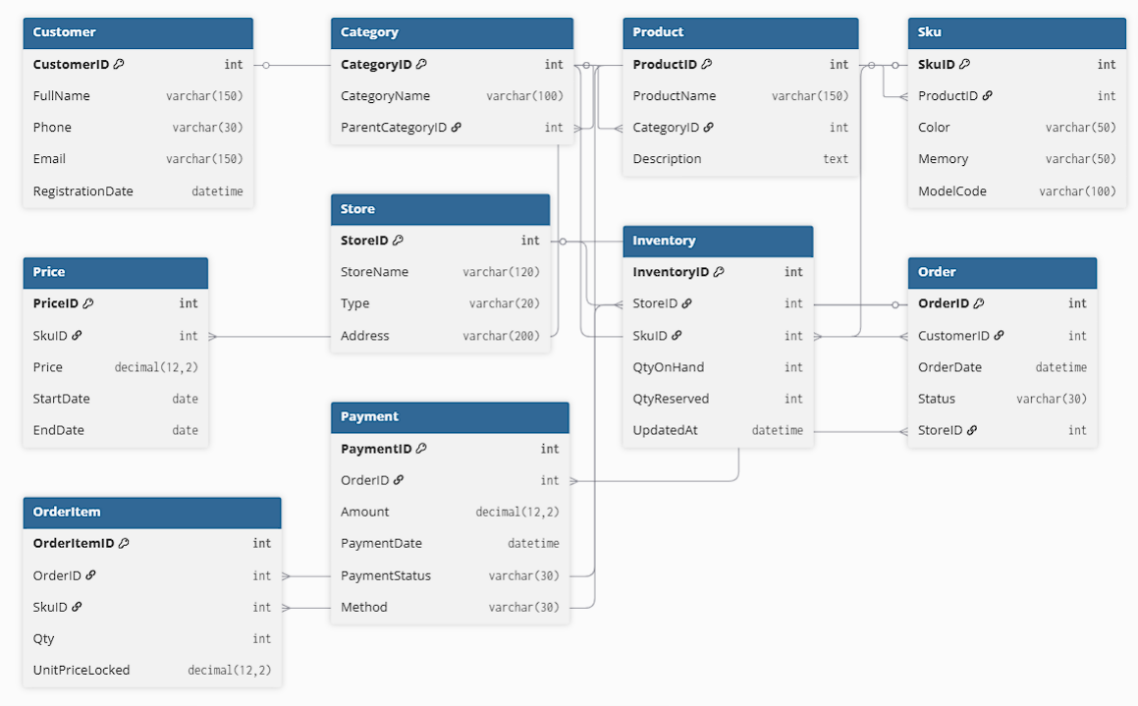 Customer
CustomerID int
FullName varchar(150)
Phone varchar(30)
Email varchar(150)
RegistrationDate datetime
Category
CategoryID int
CategoryName varchar(100)
ParentCategoryID int
Product
ProductID int
ProductName varchar(150)
CategoryID int
Description text
Sku
SkuID int
ProductID int
Color varchar(50)
Memory varchar(50)
ModelCode varchar(100)
Store
StoreID int
StoreName varchar(120)
Type varchar(20)
Address varchar(200)
Inventory
InventoryID int
StoreID int
SkuID int
QtyOnHand int
QtyReserved int
UpdatedAt datetime
Price
PriceID int
SkuID int
Price decimal(12,2)
StartDate date
EndDate date
Order
OrderID int
CustomerID int
OrderDate datetime
Status varchar(30)
StoreID int
Payment
PaymentID int
OrderID int
Amount decimal(12,2)
PaymentDate datetime
PaymentStatus varchar(30)
Method varchar(30)
OrderItem
OrderItemID int
OrderID int
SkuID int
Qty int
UnitPriceLocked decimal(12,2)